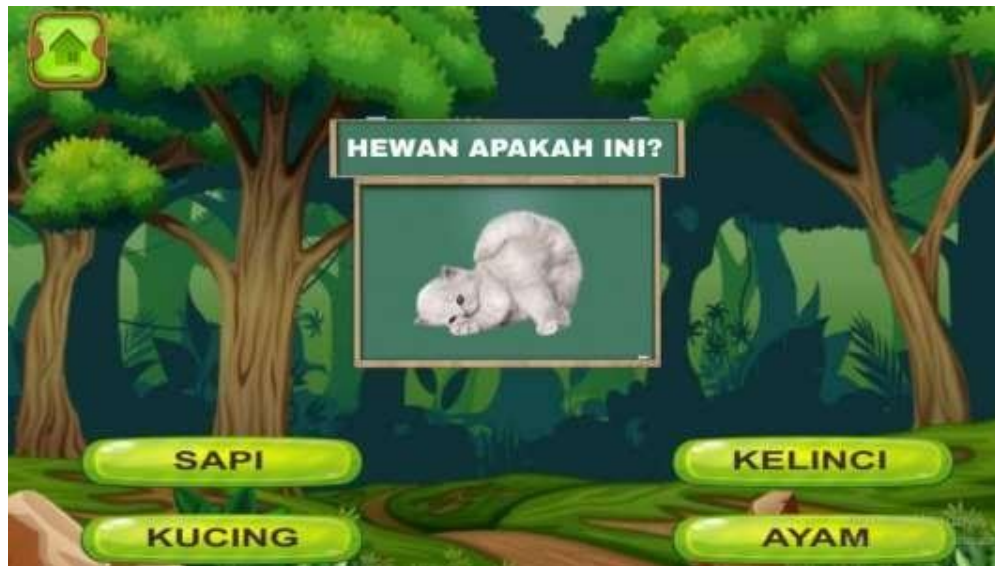 HEWAN APAKAH INI?
SAPI
KELINCI
KUCING
AYAM